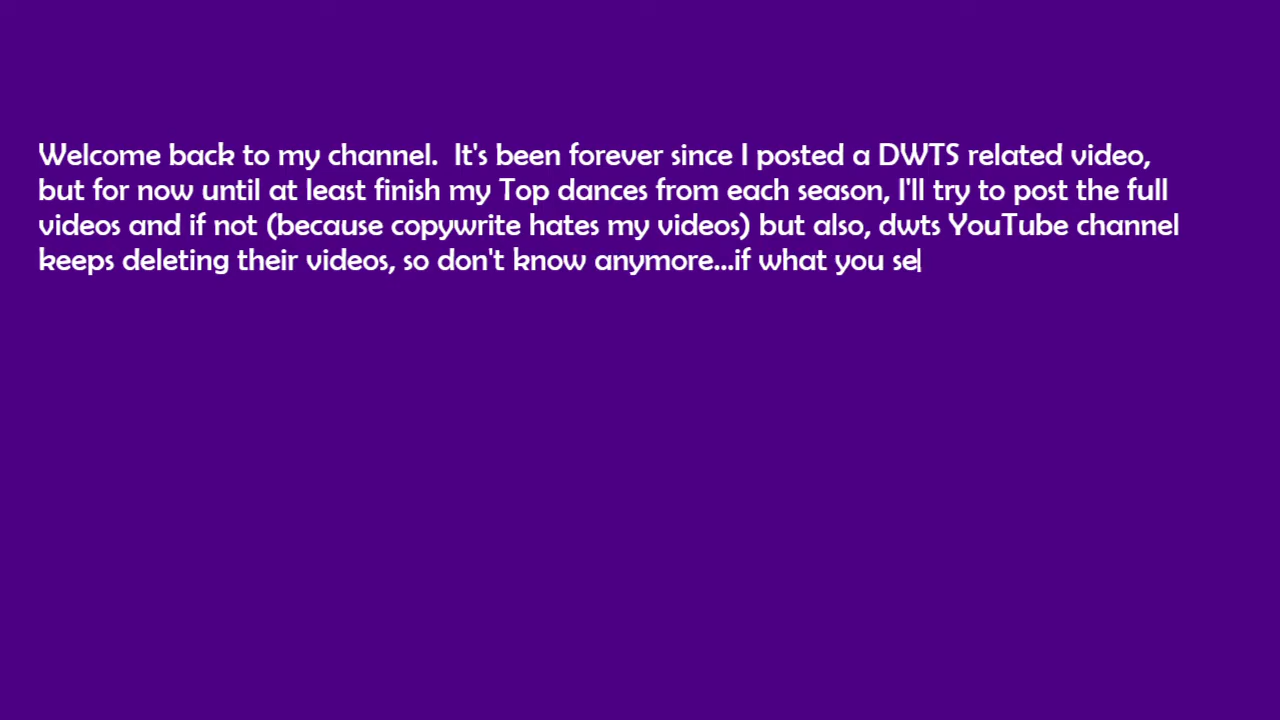 Welcome back to my channel.  It's been forever since I posted a DWTS related video,
but for now until at least finish my Top dances from each season, I'll try to post the full
videos and if not (because copywrite hates my videos) but also, dwts YouTube channel
keeps deleting their videos, so don't know anymore...if what you se